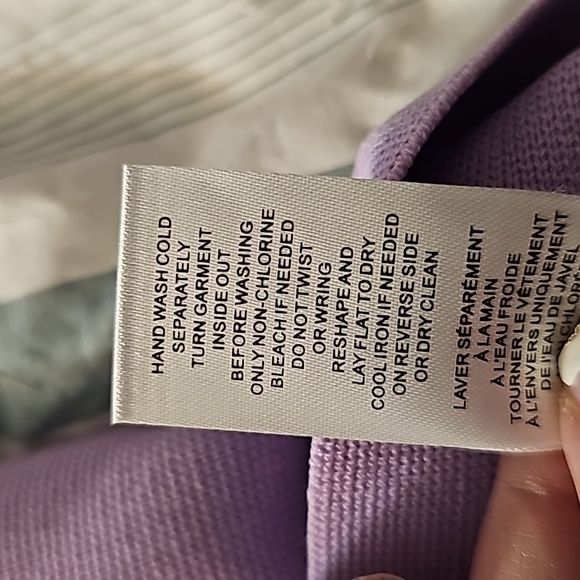 HAND WASH COLD
SEPARATELY
TURN GARMENT
INSIDE OUT
BEFORE WASHING
ONLY NON-CHLORINE
BLEACH IF NEEDED
DO NOT TWIST
OR WRING
RESHAPE AND
LAY FLAT TO DRY
COOL IRON IF NEEDED
ON REVERSE SIDE
OR DRY CLEAN
LAVER SÉPARÉMENT
À LA MAIN
À L'EAU FROIDE
TOURNER LE VÊTEMENT
À L'ENVERS UNIQUEMENT
DE L'EAU DE JAVEL